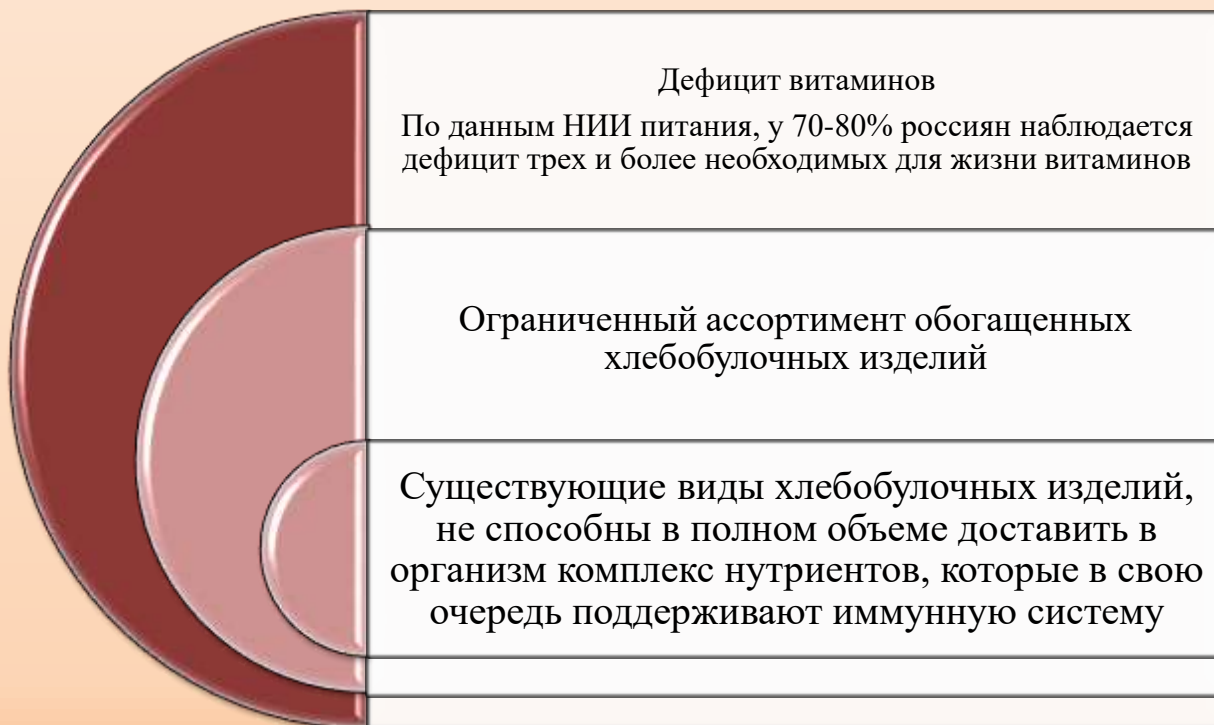 Дефицит витаминов
По данным НИИ питания, у 70-80% россиян наблюдается
дефицит трех и более необходимых для жизни витаминов
Ограниченный ассортимент обогащенных
хлебобулочных изделий
Существующие виды хлебобулочных изделий,
не способны в полном объеме доставить в
организм комплекс нутриентов, которые в свою
очередь поддерживают иммунную систему